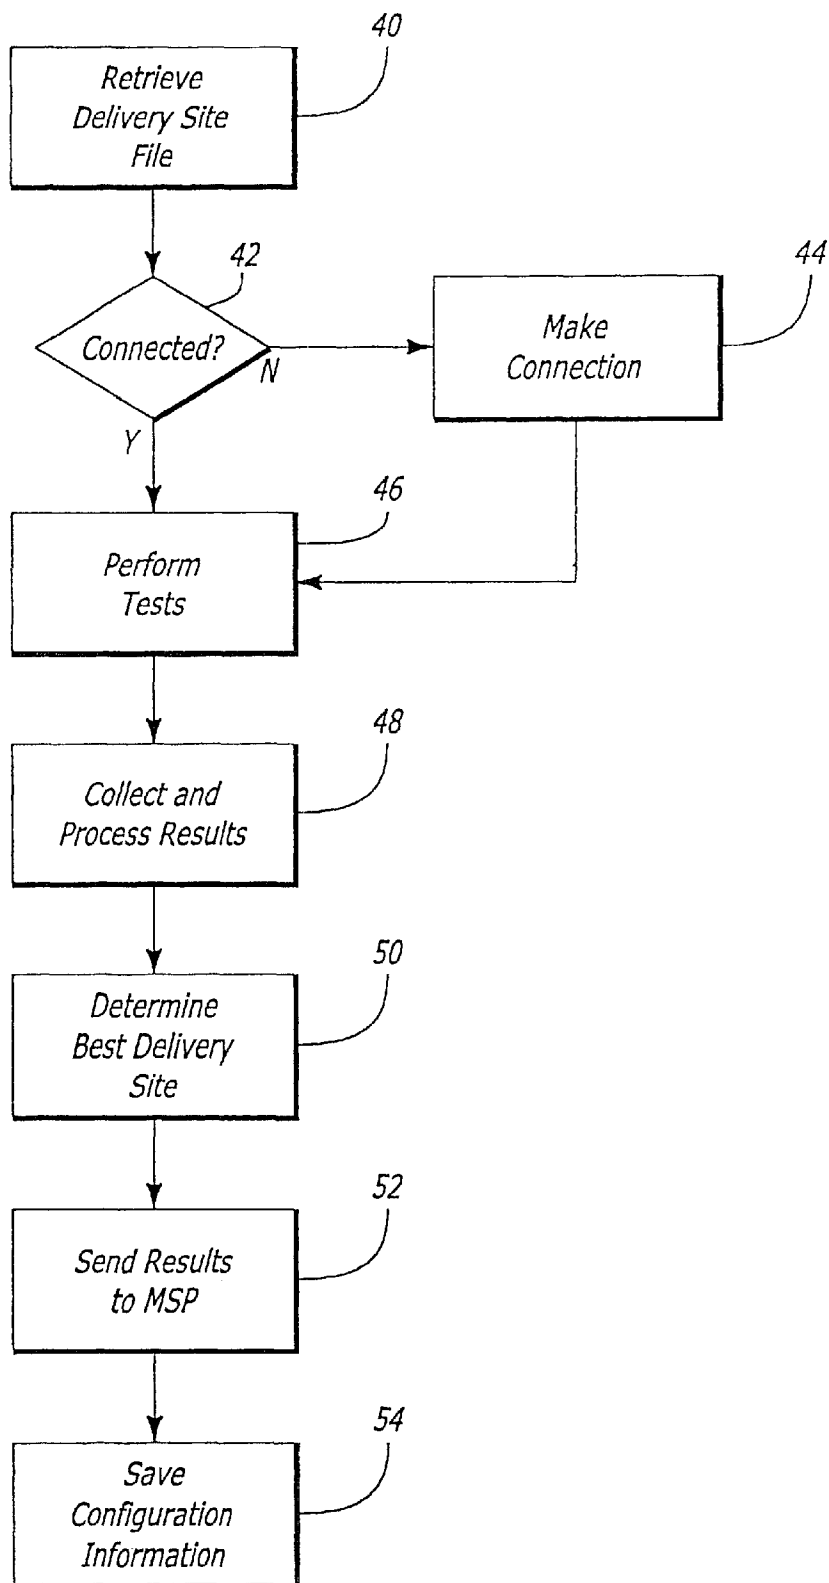 40
Retrieve
Delivery Site
File
42
Connected?
N
Y
44
Make
Connection
46
Perform
Tests
48
Collect and
Process Results
50
Determine
Best Delivery
Site
52
Send Results
to MSP
54
Save
Configuration
Information